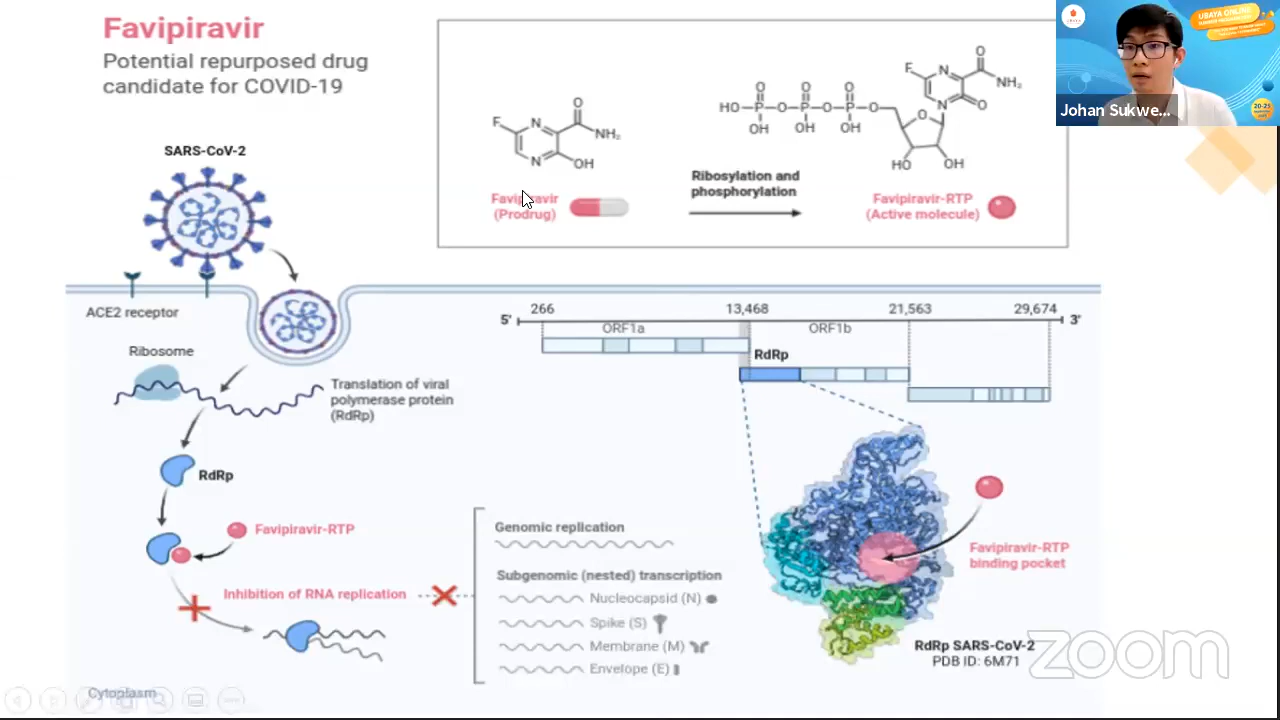 Favipiravir
Potential repurposed drug
candidate for COVID-19
SARS-CoV-2
ACE2 receptor
Ribosome
Translation of viral
polymerase protein
(RdRp)
RdRp
Favipiravir-RTP
Inhibition of RNA replication
Cytoplasm
F
N
N
O
NH₂
OH
Favipiravir
(Prodrug)
Ribosylation and
phosphorylation
HO
P
O
P
O
P
O
O
O
O
OH
OH
OH
O
HO
OH
F
N
N
O
O
NH₂
Favipiravir-RTP
(Active molecule)
266
13,468
21,563
29,674
5'
3'
ORF1a
ORF1b
RdRp
Genomic replication
Subgenomic (nested) transcription
Nucleocapsid (N)
Spike (S)
Membrane (M)
Envelope (E)
Favipiravir-RTP
binding pocket
RdRp SARS-CoV-2
PDB ID: 6M71
zoom
UBAYA ONLINE
Johan Sukwe...
20-25